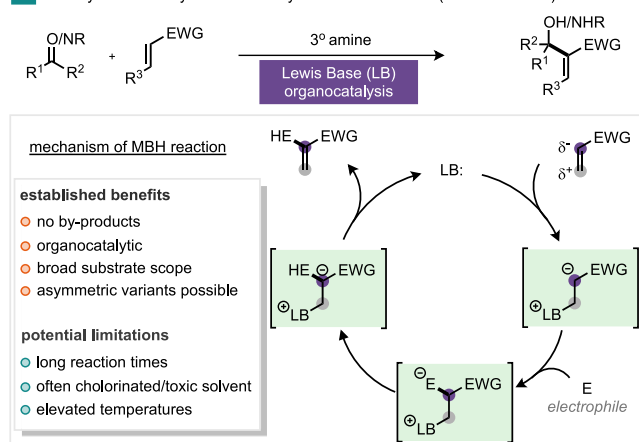 O/NR
R¹ R²
+
EWG
R³
3º amine
Lewis Base (LB)
organocatalysis
OH/NHR
R² EWG
R¹
R³
mechanism of MBH reaction
HE EWG
LB:
δ⁻ EWG
δ⁺
established benefits
no by-products
organocatalytic
broad substrate scope
asymmetric variants possible
potential limitations
long reaction times
often cholorinated/toxic solvent
elevated temperatures
⊖
HE EWG
⊕
LB
⊖
EWG
⊕
LB
⊖
E EWG
⊕
LB
E
electrophile